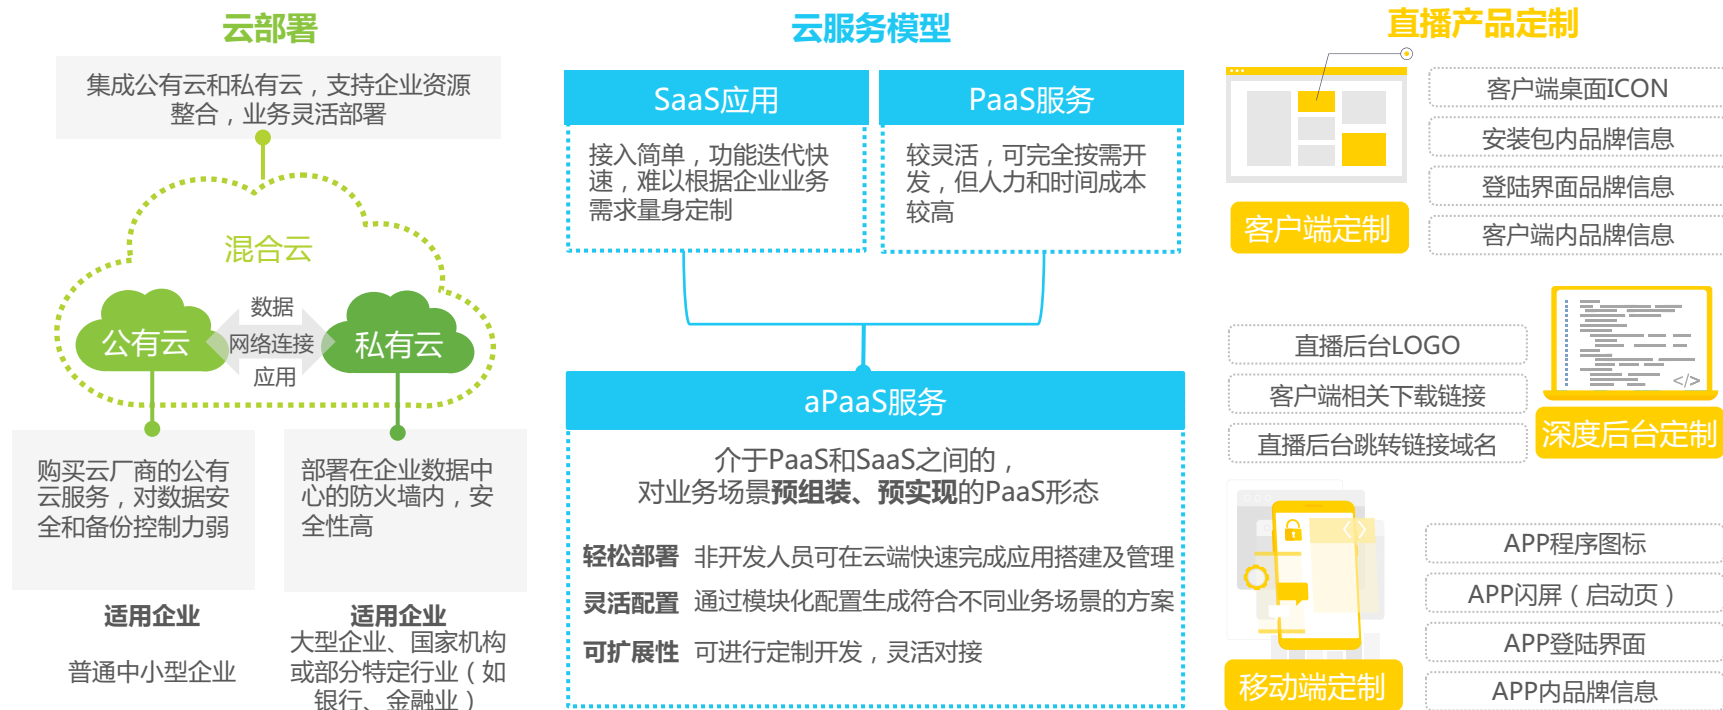 云部署
集成公有云和私有云，支持企业资源
整合，业务灵活部署
混合云
公有云
数据
网络连接
应用
私有云
购买云厂商的公有
云服务，对数据安
全和备份控制力弱
适用企业
普通中小型企业
部署在企业数据中
心的防火墙内，安
全性高
适用企业
大型企业、国家机构
或部分特定行业（如
银行、金融业）
云服务模型
SaaS应用
接入简单，功能迭代快
速，难以根据企业业务
需求量身定制
PaaS服务
较灵活，可完全按需开
发，但人力和时间成本
较高
aPaaS服务
介于PaaS和SaaS之间的，
对业务场景预组装、预实现的PaaS形态
轻松部署 非开发人员可在云端快速完成应用搭建及管理
灵活配置 通过模块化配置生成符合不同业务场景的方案
可扩展性 可进行定制开发，灵活对接
直播产品定制
客户端定制
客户端桌面ICON
安装包内品牌信息
登陆界面品牌信息
客户端内品牌信息
直播后台LOGO
客户端相关下载链接
直播后台跳转链接域名
</>
深度后台定制
移动端定制
APP程序图标
APP闪屏（启动页）
APP登陆界面
APP内品牌信息